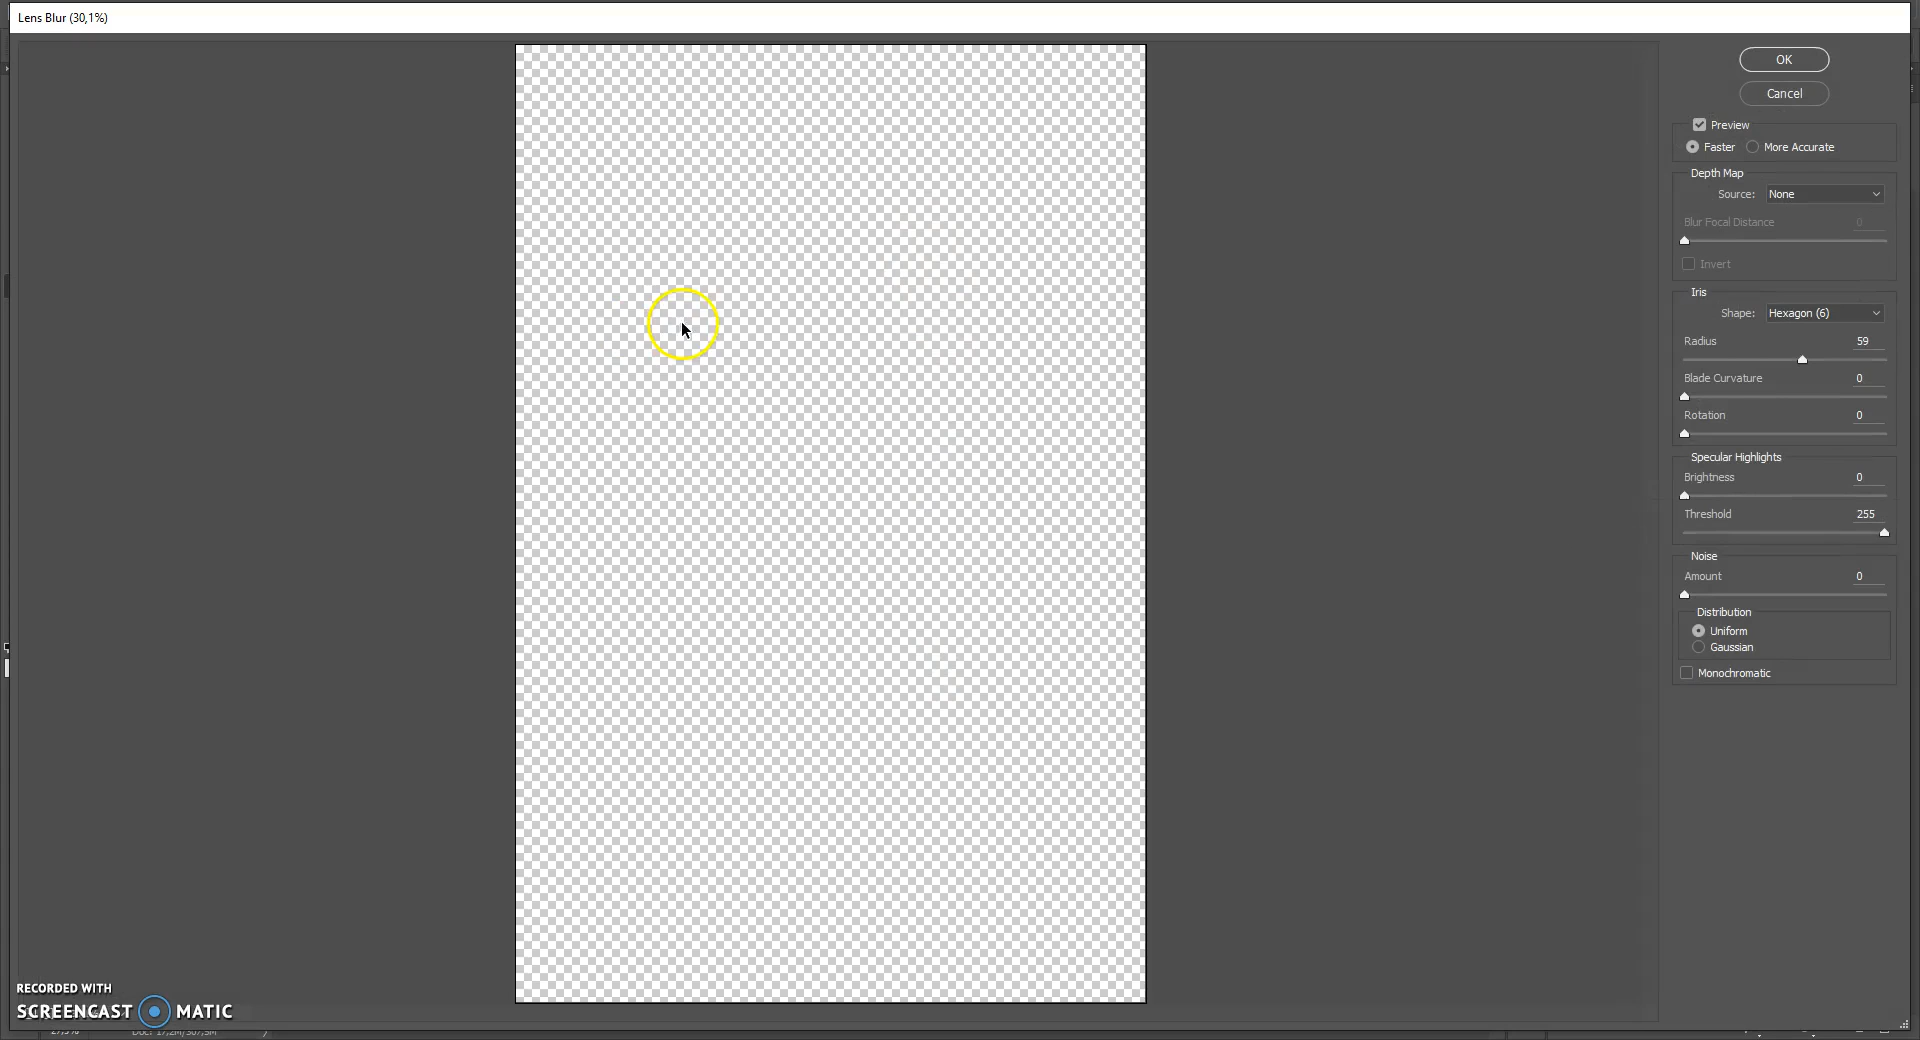 Lens Blur (30,1%)
OK
Cancel
Preview
Faster
More Accurate
Depth Map
Source: None
Blur Focal Distance 0
Invert
Iris
Shape: Hexagon (6)
Radius 59
Blade Curvature 0
Rotation 0
Specular Highlights
Brightness 0
Threshold 255
Noise
Amount 0
Distribution
Uniform
Gaussian
Monochromatic
RECORDED WITH
SCREENCAST MATIC